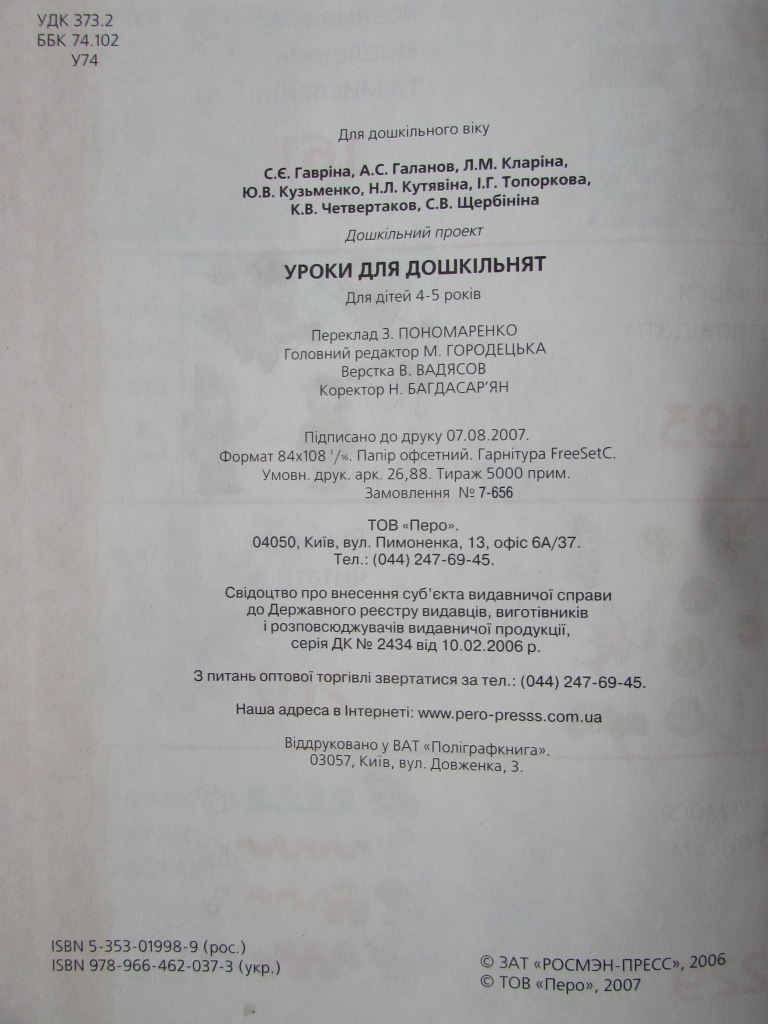 УДК 373.2
ББК 74.102
У74
Для дошкільного віку
С.Є. Гавріна, А.С. Галанов, Л.М. Кларіна,
Ю.В. Кузьменко, Н.Л. Кутявіна, І.Г. Топоркова,
К.В. Четвертаков, С.В. Щербініна
Дошкільний проект
УРОКИ ДЛЯ ДОШКІЛЬНЯТ
Для дітей 4-5 років
Переклад З. ПОНОМАРЕНКО
Головний редактор М. ГОРОДЕЦЬКА
Верстка В. ВАДЯСОВ
Коректор Н. БАГДАСАР'ЯН
Підписано до друку 07.08.2007.
Формат 84х108 1/16. Папір офсетний. Гарнітура FreeSetC.
Умовн. друк. арк. 26,88. Тираж 5000 прим.
Замовлення № 7-656
ТОВ «Перо».
04050, Київ, вул. Пимоненка, 13, офіс 6А/37.
Тел.: (044) 247-69-45.
Свідоцтво про внесення суб'єкта видавничої справи
до Державного реєстру видавців, виготівників
і розповсюджувачів видавничої продукції,
серія ДК № 2434 від 10.02.2006 р.
З питань оптової торгівлі звертатися за тел.: (044) 247-69-45.
Наша адреса в Інтернеті: www.pero-presss.com.ua
Віддруковано у ВАТ «Поліграфкнига».
03057, Київ, вул. Довженка, 3.
ISBN 5-353-01998-9 (рос.)
ISBN 978-966-462-037-3 (укр.)
© ЗАТ «РОСМЭН-ПРЕСС», 2006
© ТОВ «Перо», 2007